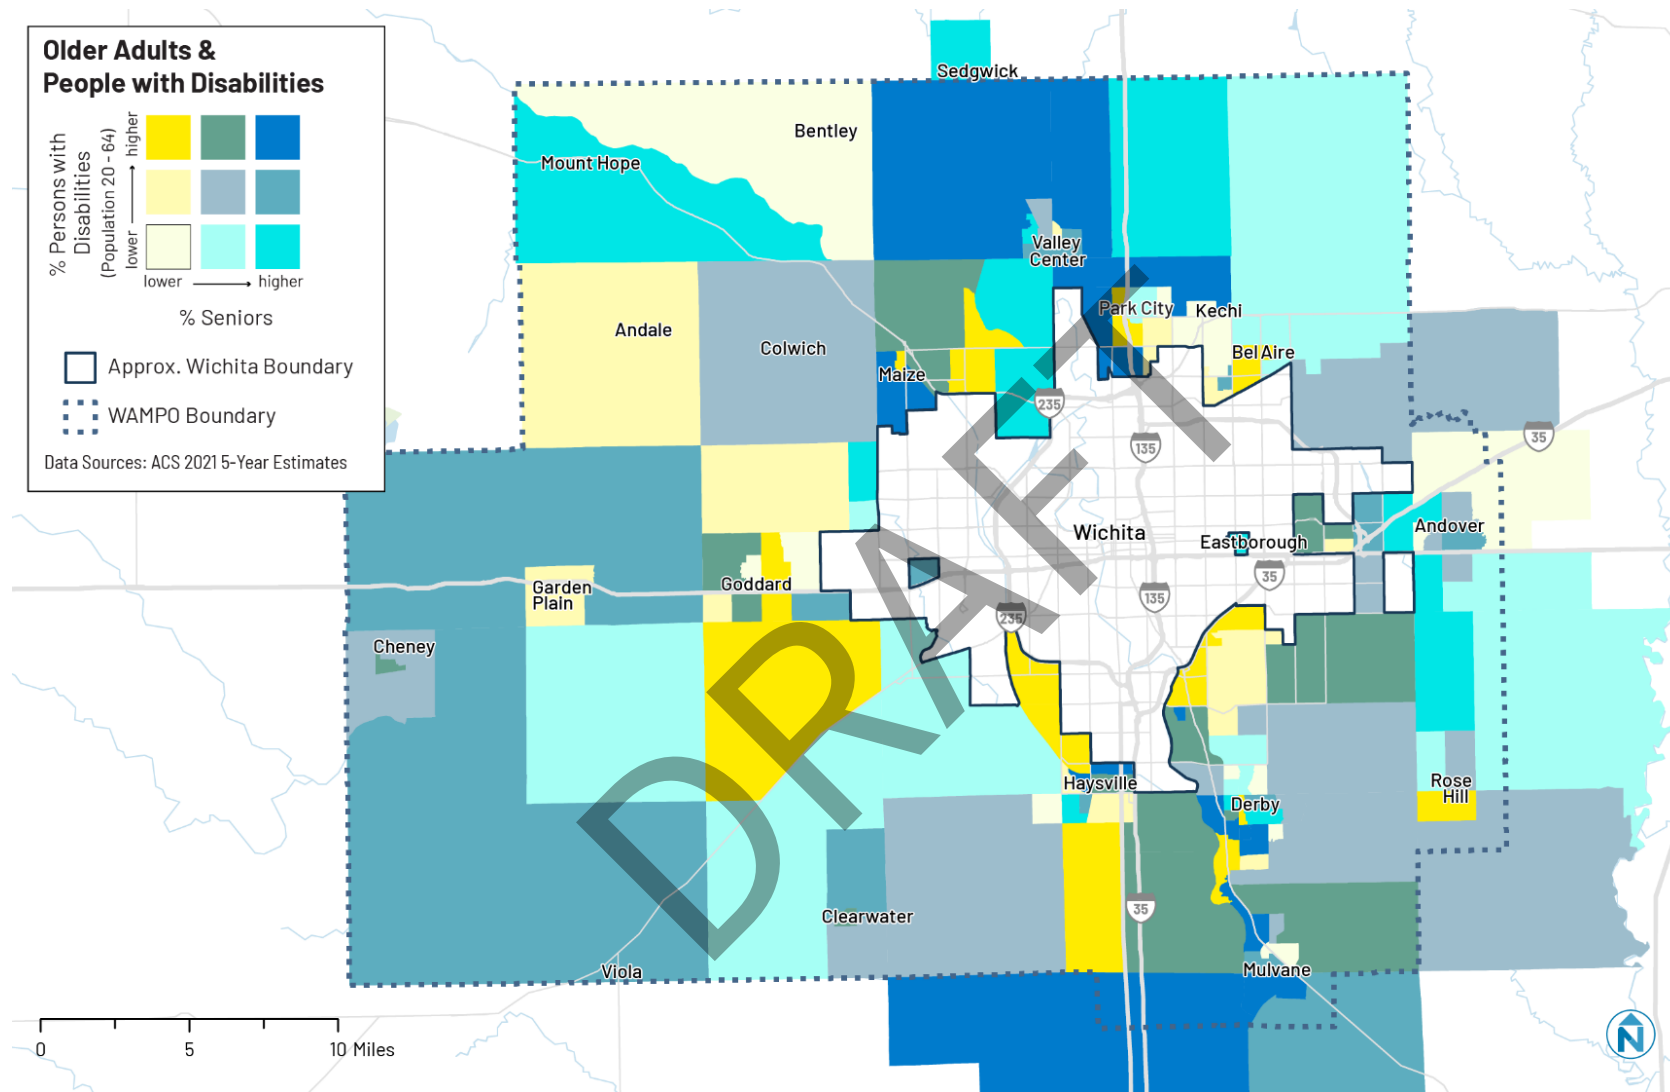 Older Adults &
People with Disabilities
% Persons with
Disabilities
(Population 20 - 64)
lower
higher
lower
higher
% Seniors
Approx. Wichita Boundary
WAMPO Boundary
Data Sources: ACS 2021 5-Year Estimates
Sedgwick
Bentley
Mount Hope
Valley
Center
Park City
Kechi
Andale
Colwich
Bel Aire
Maize
235
135
35
Wichita
Andover
Eastborough
Garden
Plain
Goddard
35
135
235
Cheney
Haysville
Rose
Hill
Derby
35
Clearwater
Viola
Mulvane
DRAFT
0
5
10 Miles
N